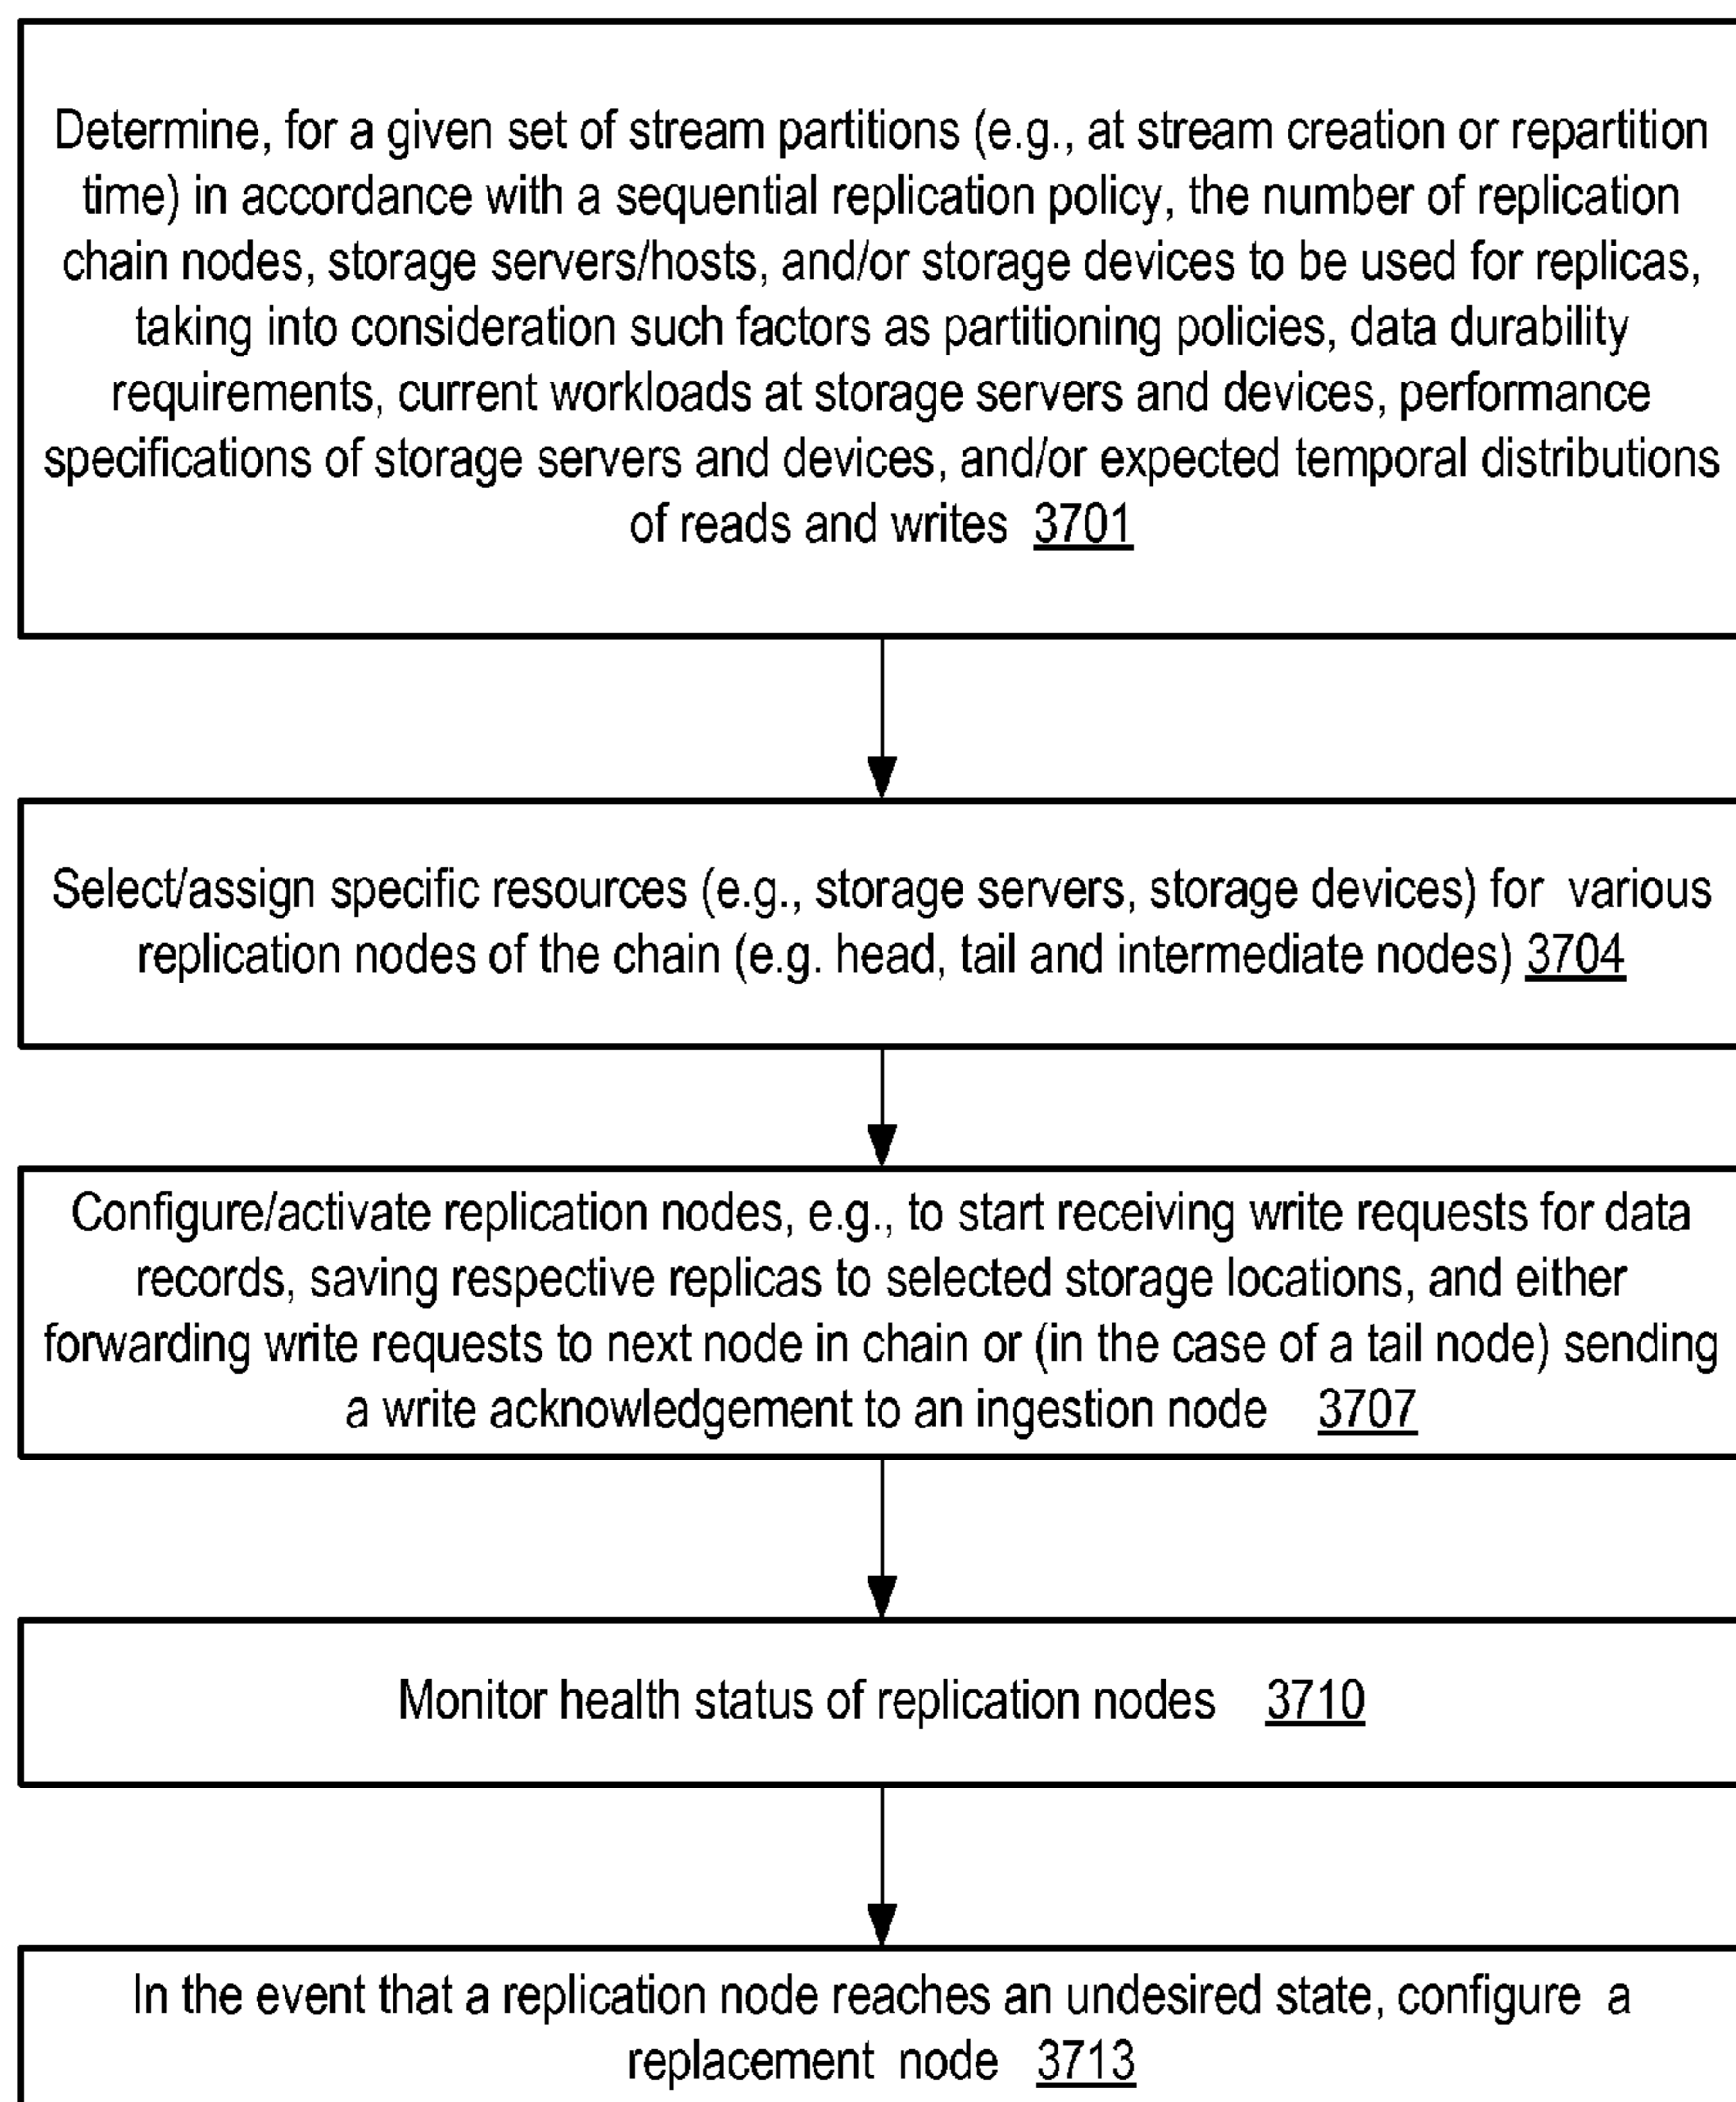 Determine, for a given set of stream partitions (e.g., at stream creation or repartition
time) in accordance with a sequential replication policy, the number of replication
chain nodes, storage servers/hosts, and/or storage devices to be used for replicas,
taking into consideration such factors as partitioning policies, data durability
requirements, current workloads at storage servers and devices, performance
specifications of storage servers and devices, and/or expected temporal distributions
of reads and writes 3701
Select/assign specific resources (e.g., storage servers, storage devices) for various
replication nodes of the chain (e.g. head, tail and intermediate nodes) 3704
Configure/activate replication nodes, e.g., to start receiving write requests for data
records, saving respective replicas to selected storage locations, and either
forwarding write requests to next node in chain or (in the case of a tail node) sending
a write acknowledgement to an ingestion node 3707
Monitor health status of replication nodes 3710
In the event that a replication node reaches an undesired state, configure a
replacement node 3713